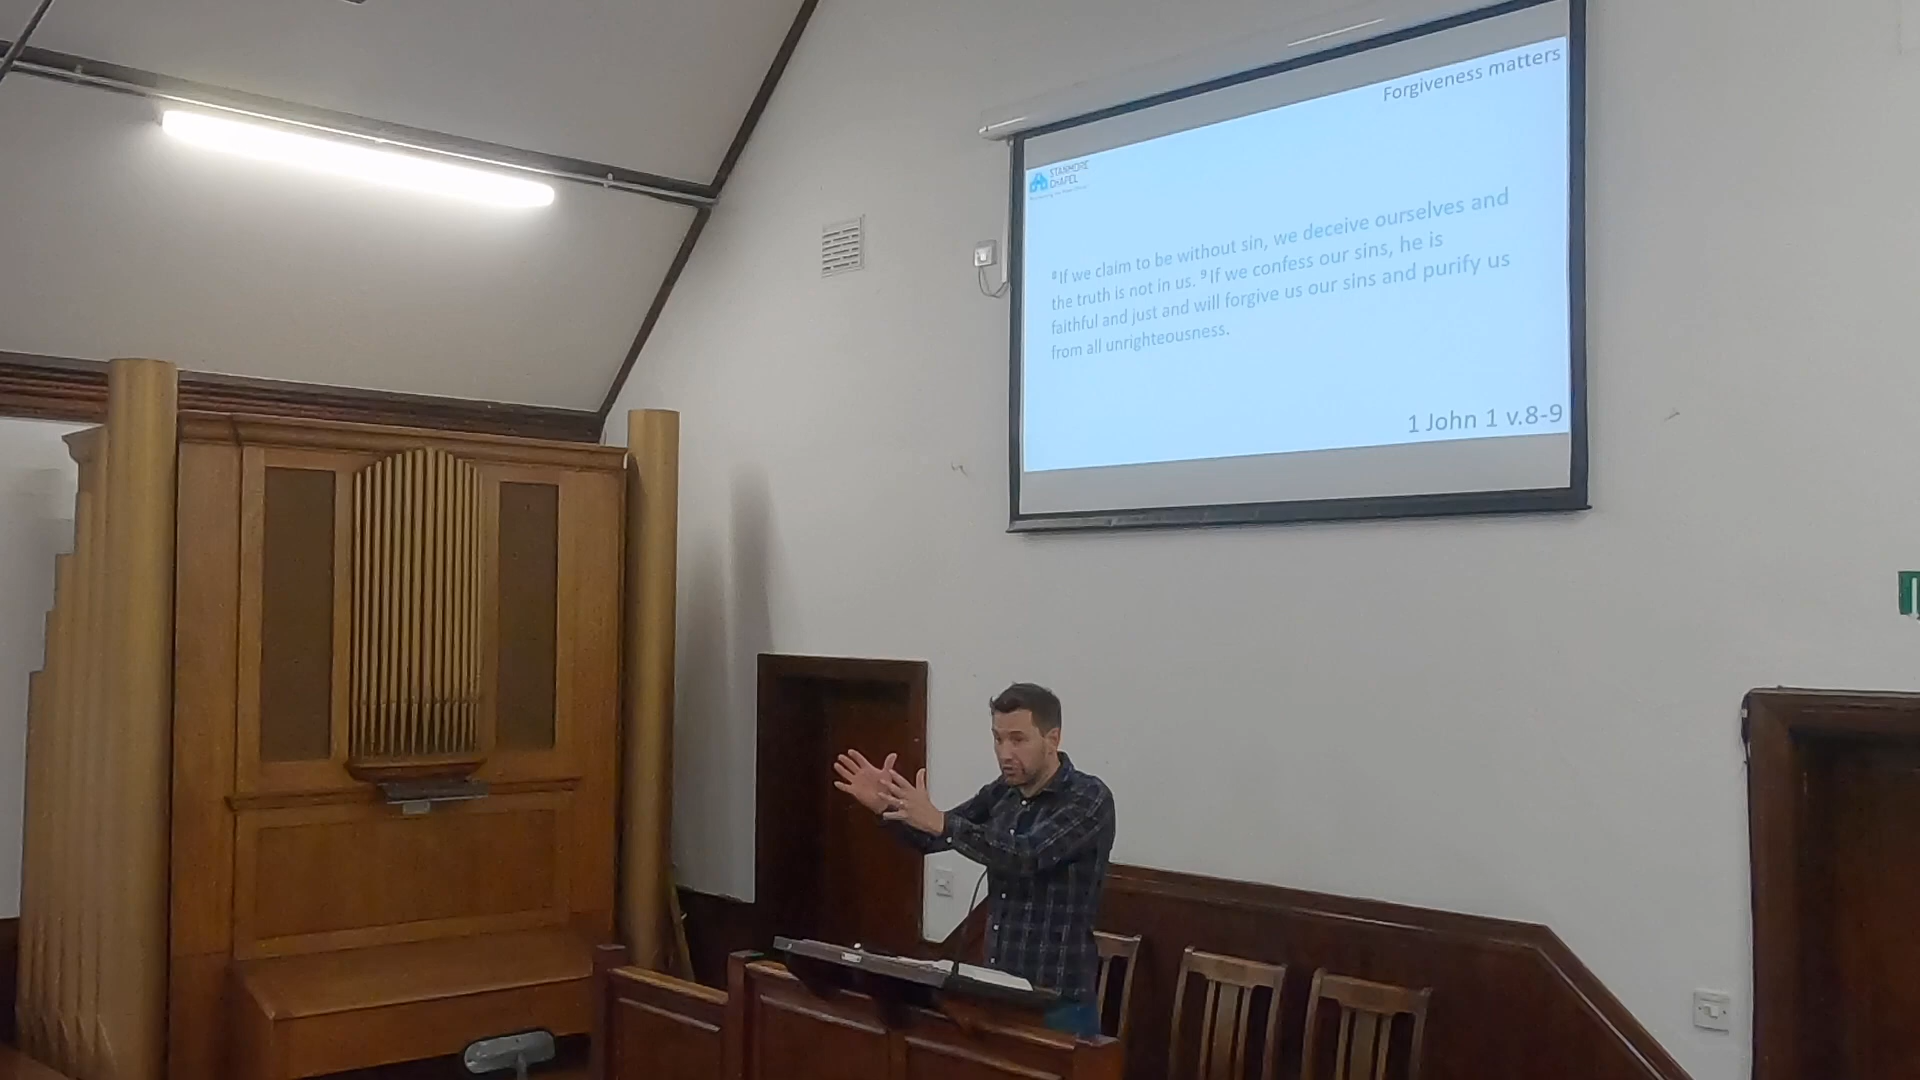 Forgiveness matters
STANMORE
CHAPEL
⁸If we claim to be without sin, we deceive ourselves and
the truth is not in us. ⁹If we confess our sins, he is
faithful and just and will forgive us our sins and purify us
from all unrighteousness.
1 John 1 v.8-9